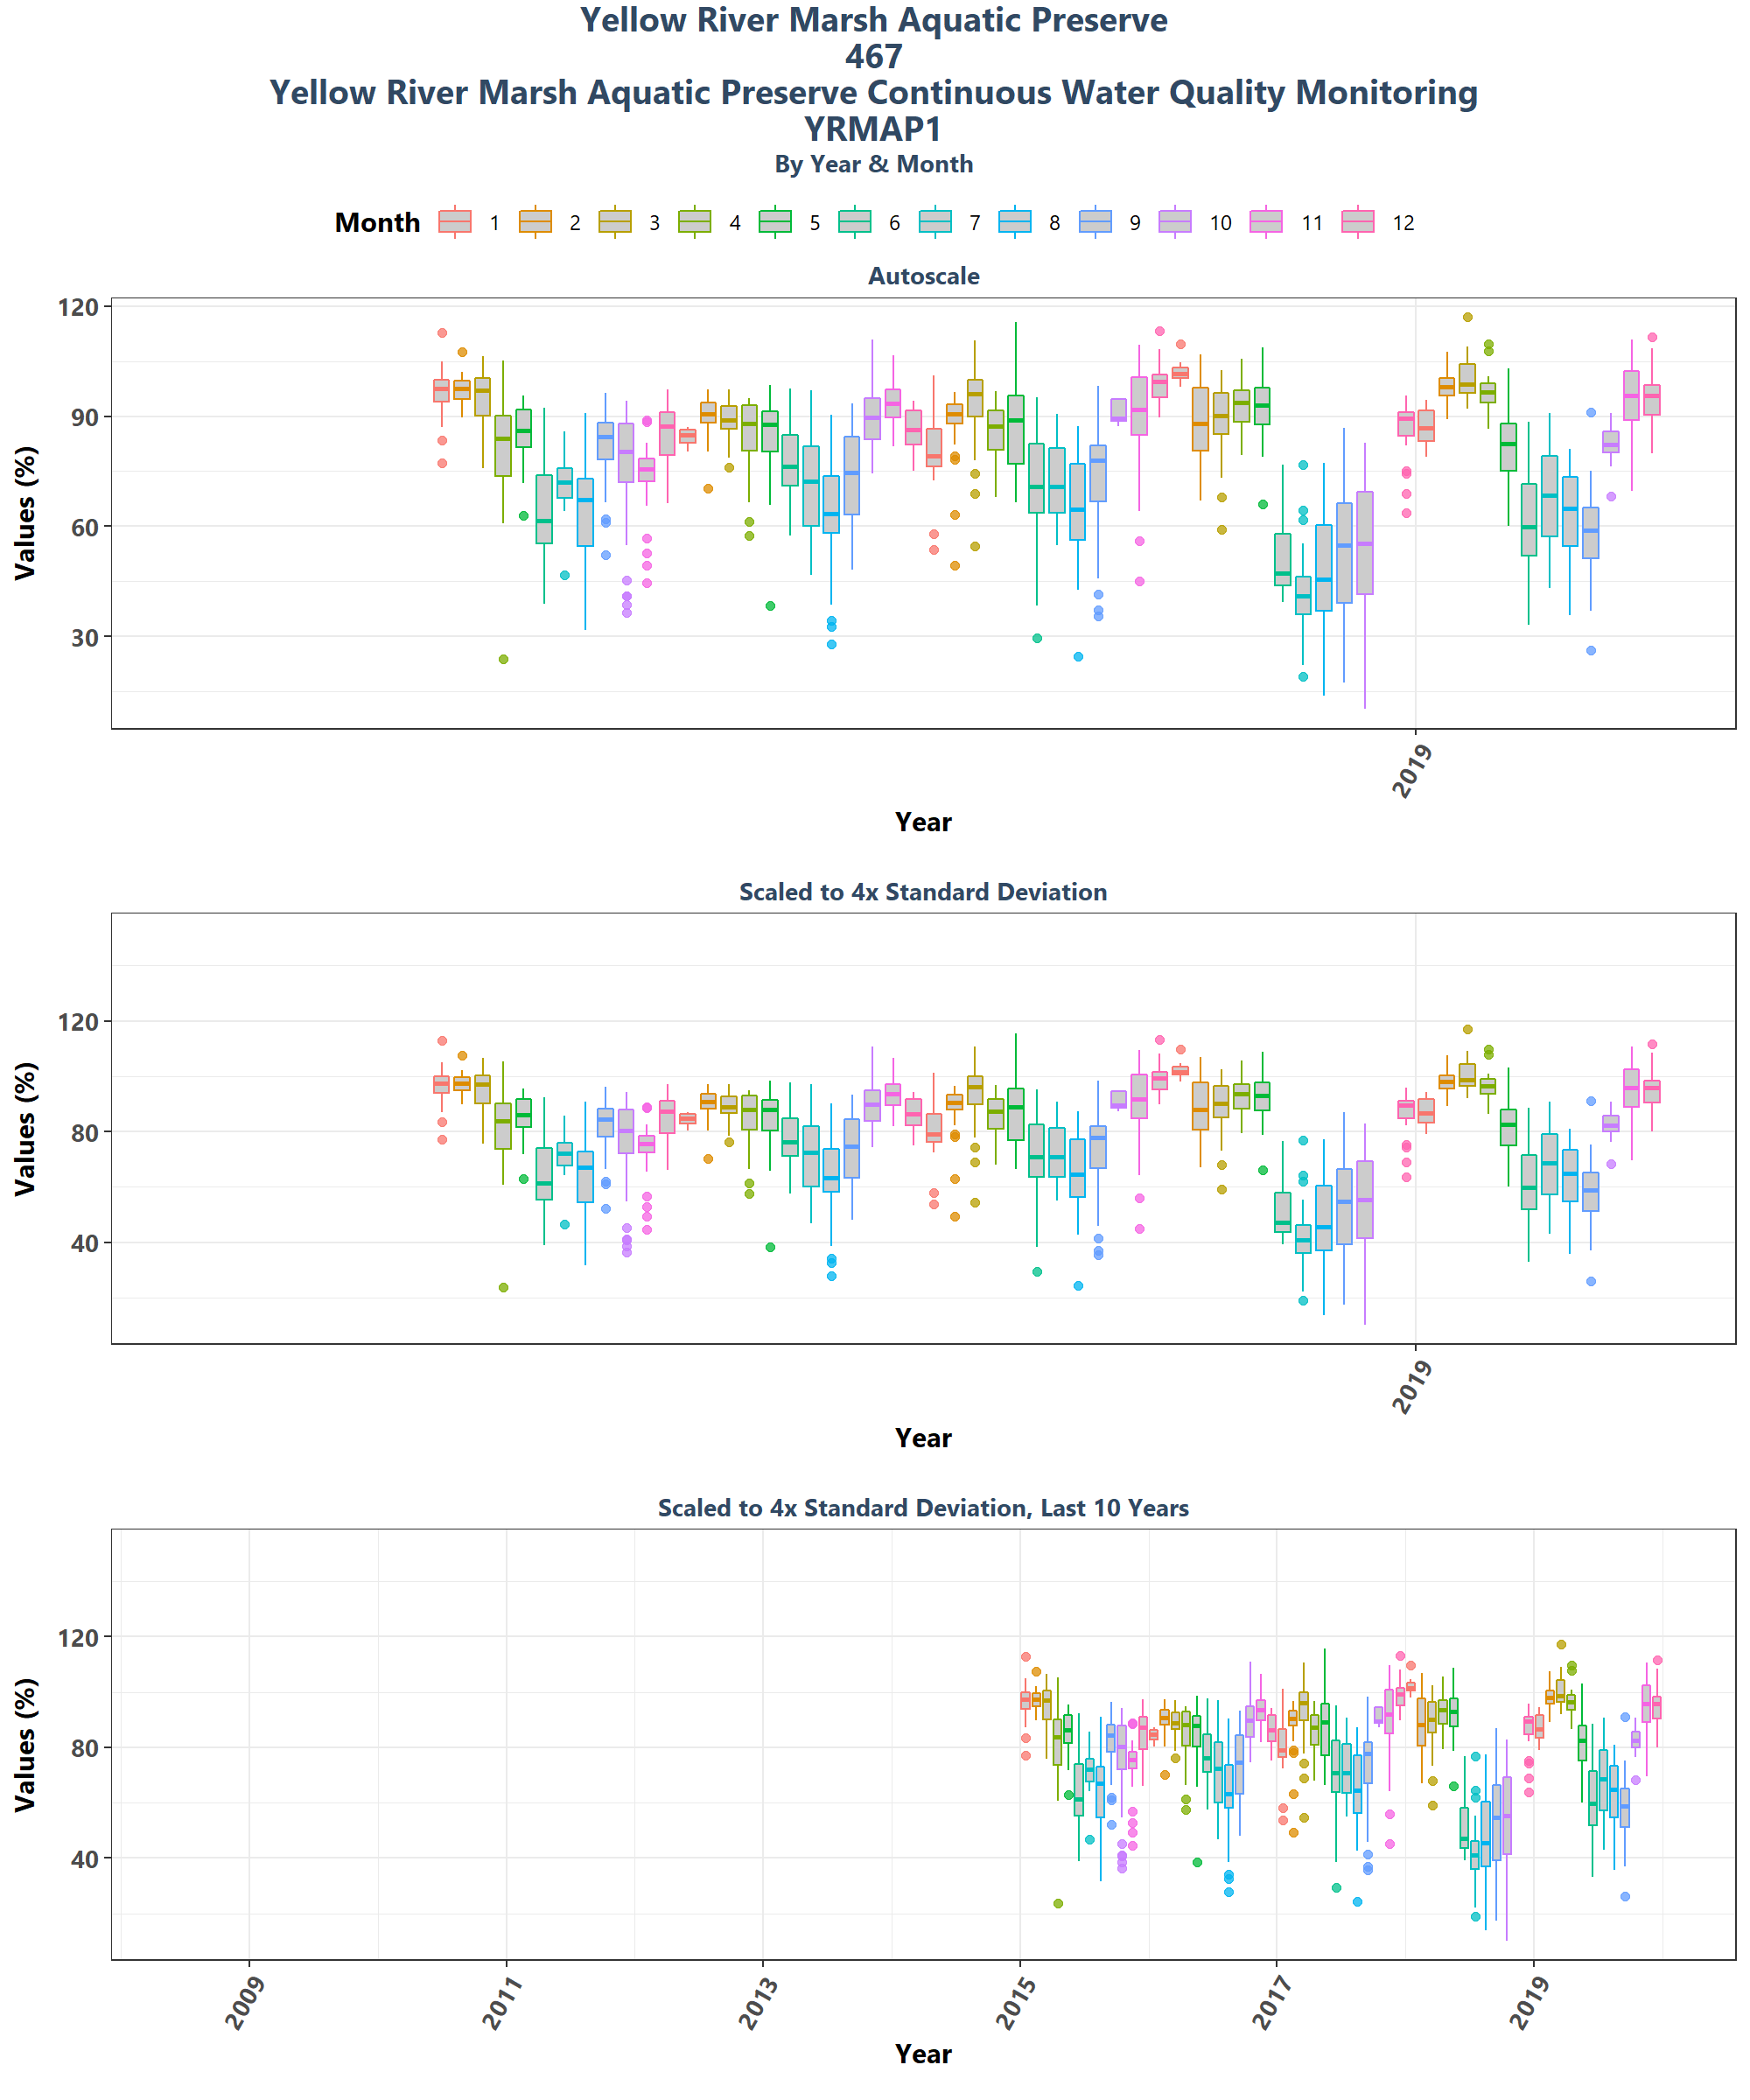 Yellow River Marsh Aquatic Preserve
467
Yellow River Marsh Aquatic Preserve Continuous Water Quality Monitoring
YRMAP1
By Year & Month
Month 1 2 3 4 5 6 7 8 9 10 11 12
Autoscale
120
90
60
30
Values (%)
2019
Year
Scaled to 4x Standard Deviation
120
80
40
Values (%)
2019
Year
Scaled to 4x Standard Deviation, Last 10 Years
120
80
40
Values (%)
2009 2011 2013 2015 2017 2019
Year